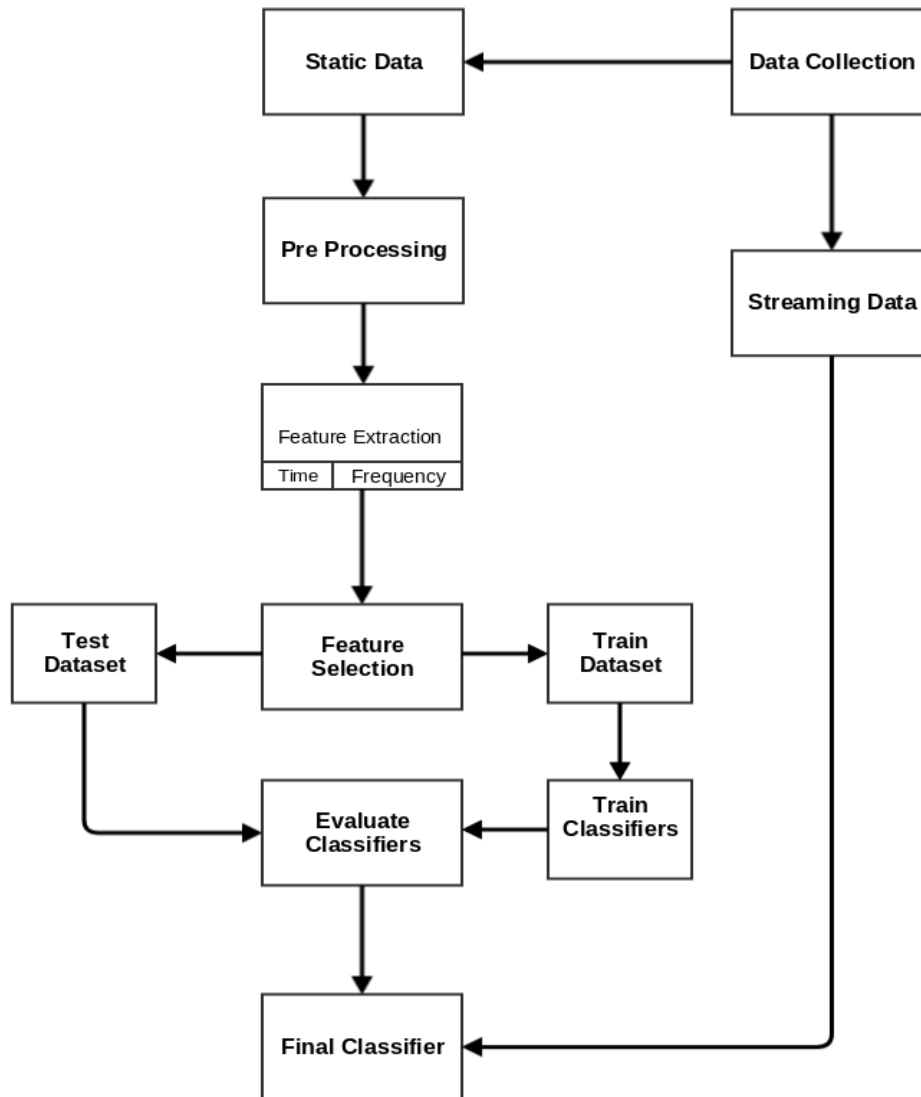 Static Data
Data Collection
Pre Processing
Streaming Data
Feature Extraction
Time
Frequency
Test
Dataset
Feature
Selection
Train
Dataset
Evaluate
Classifiers
Train
Classifiers
Final Classifier